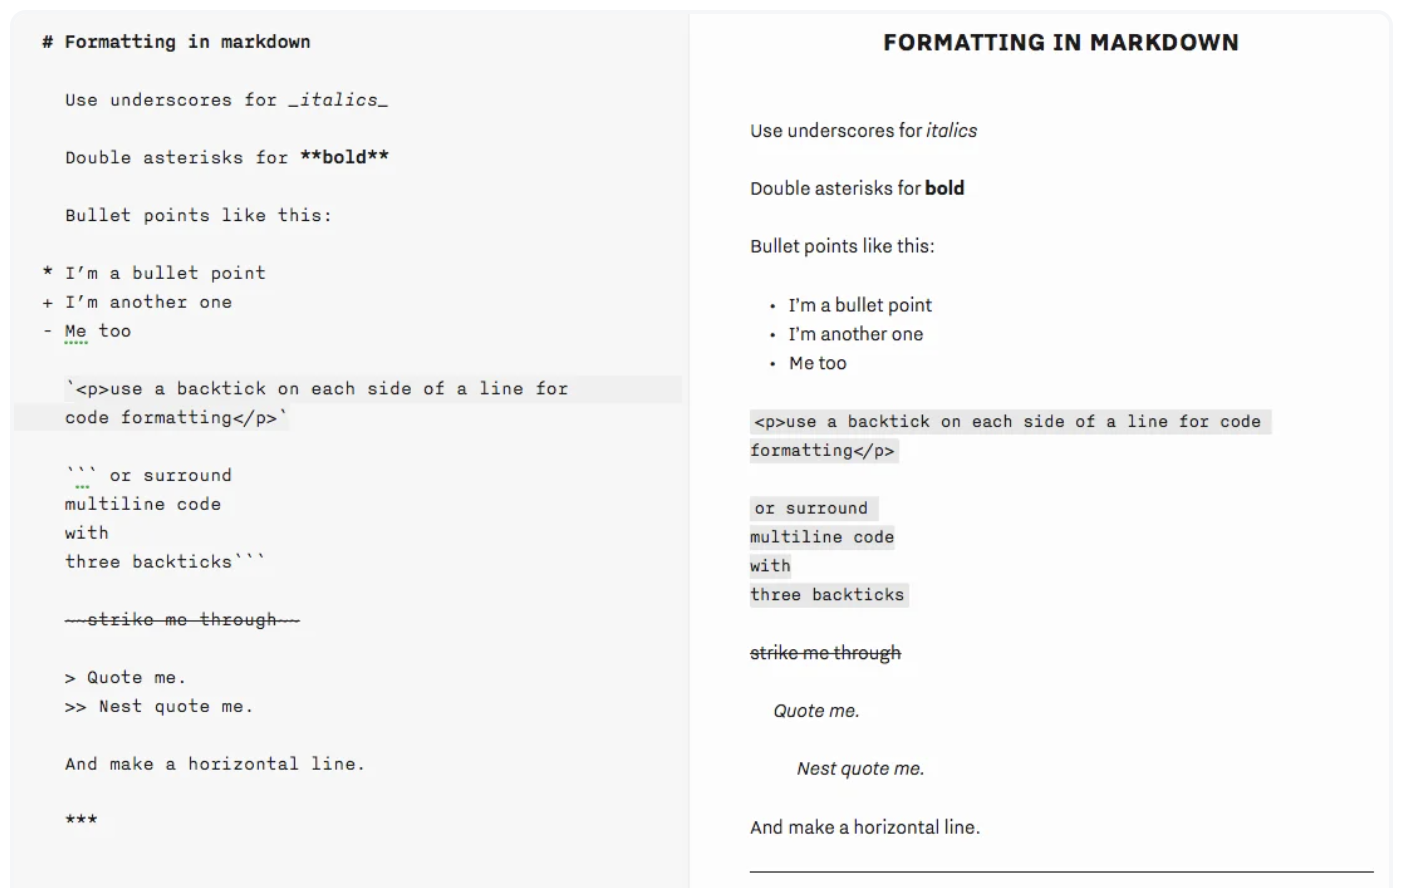 # Formatting in markdown
Use underscores for _italics_
Double asterisks for **bold**
Bullet points like this:
* I’m a bullet point
+ I’m another one
- Me too
`<p>use a backtick on each side of a line for
code formatting</p>`
``` or surround
multiline code
with
three backticks```
~~strike me through~~
> Quote me.
>> Nest quote me.
And make a horizontal line.
***
FORMATTING IN MARKDOWN
Use underscores for italics
Double asterisks for bold
Bullet points like this:
• I’m a bullet point
• I’m another one
• Me too
<p>use a backtick on each side of a line for code
formatting</p>
or surround
multiline code
with
three backticks
strike me through
Quote me.
Nest quote me.
And make a horizontal line.